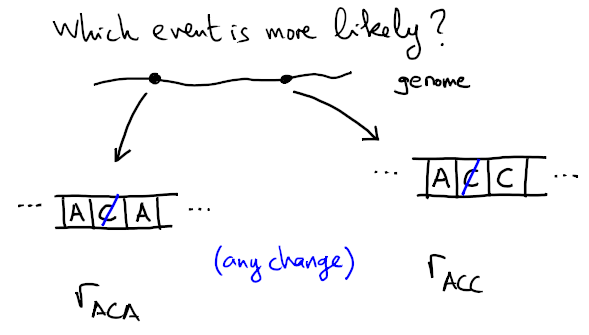 Which event is more likely?
genome
... A C C ...
... A C A ...
(any change)
r_ACC
r_ACA